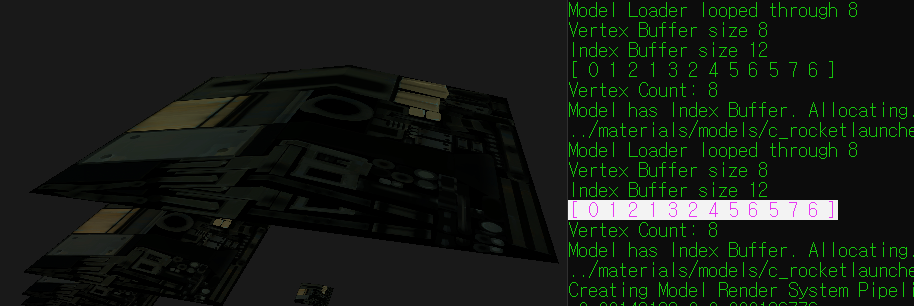 Model Loader looped through 8
Vertex Buffer size 8
Index Buffer size 12
[ 0 1 2 1 3 2 4 5 6 5 7 6 ]
Vertex Count: 8
Model has Index Buffer. Allocating.
../materials/models/c_rocketlaunche
Model Loader looped through 8
Vertex Buffer size 8
Index Buffer size 12
[ 0 1 2 1 3 2 4 5 6 5 7 6 ]
Vertex Count: 8
Model has Index Buffer. Allocating.
../materials/models/c_rocketlaunche
Creating Model Render System Pipeli